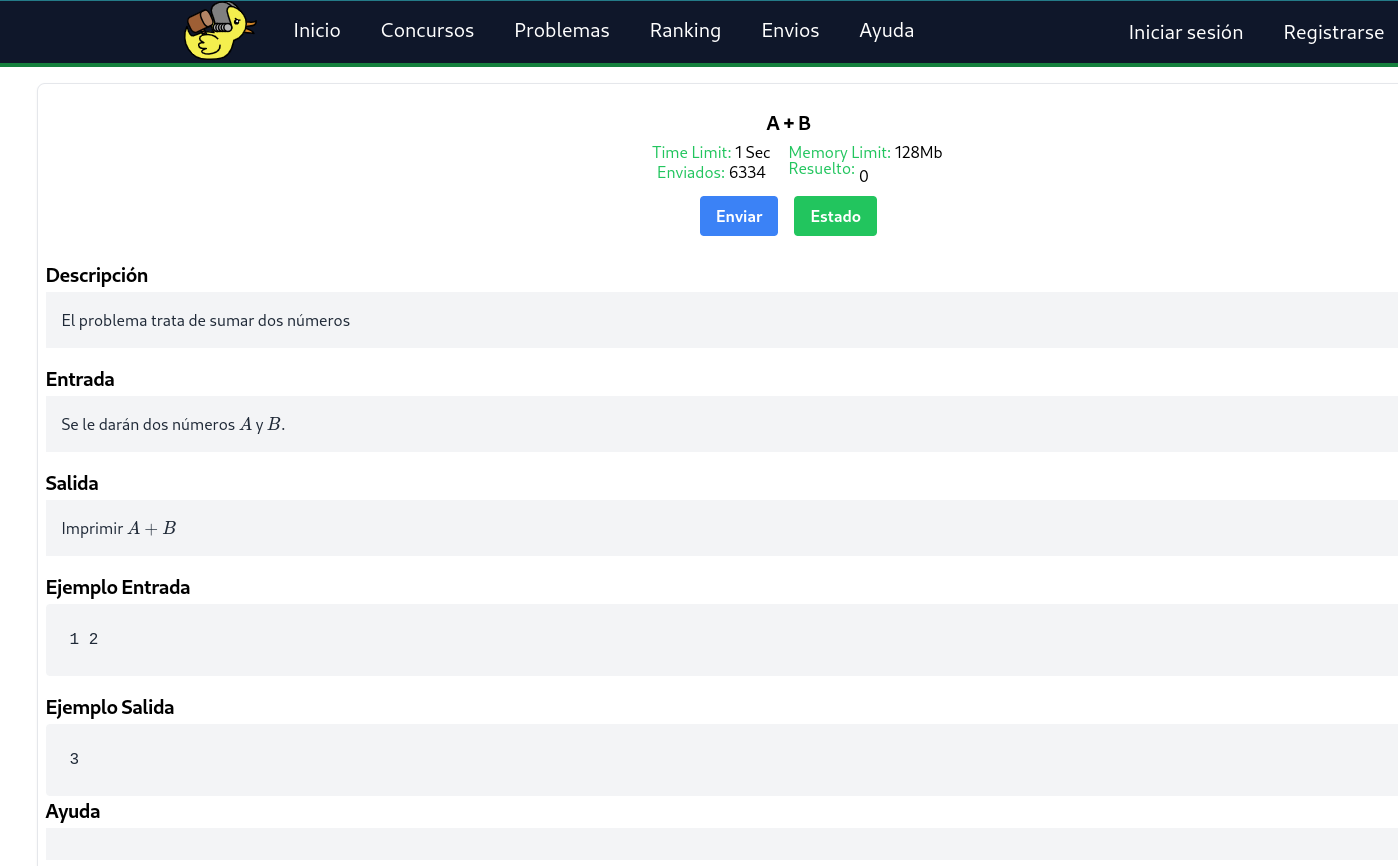 Inicio Concursos Problemas Ranking Envios Ayuda Iniciar sesión Registrarse
A + B
Time Limit: 1 Sec Memory Limit: 128Mb
Enviados: 6334 Resuelto: 0
Enviar Estado
Descripción
El problema trata de sumar dos números
Entrada
Se le darán dos números A y B.
Salida
Imprimir A + B
Ejemplo Entrada
1 2
Ejemplo Salida
3
Ayuda